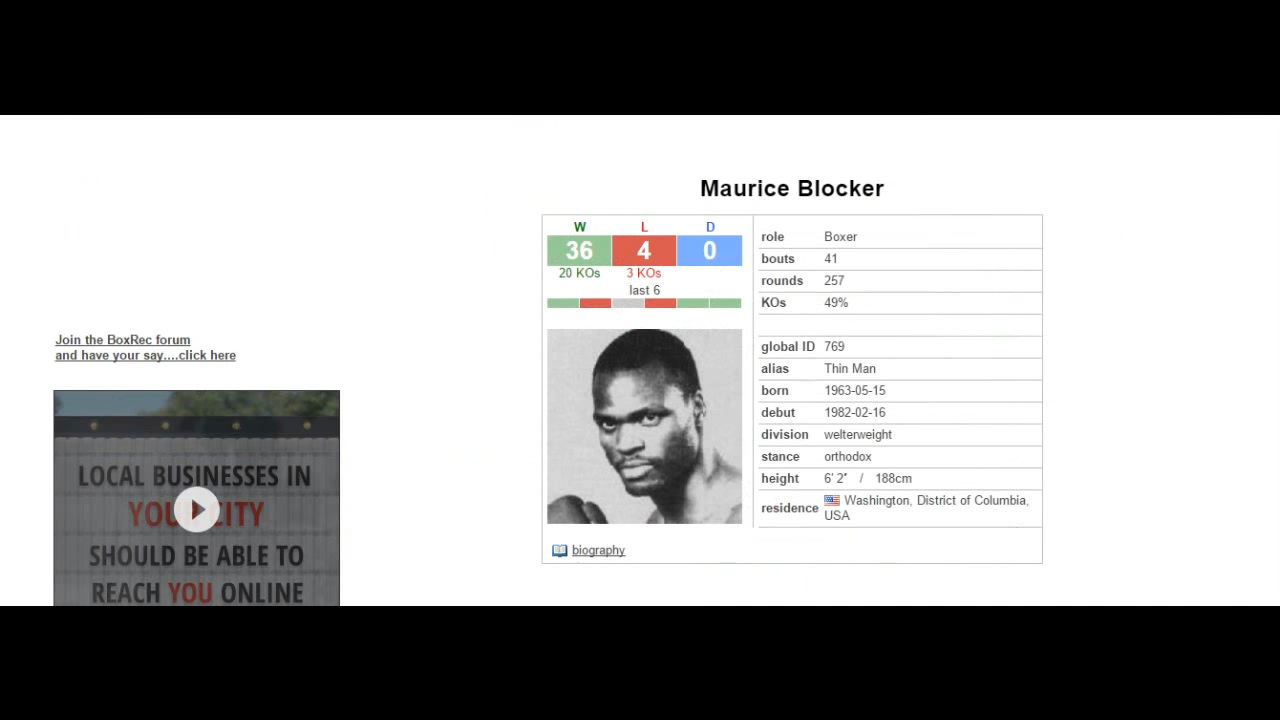 Maurice Blocker
W L D
36 4 0
20 KOs 3 KOs
last 6
role Boxer
bouts 41
rounds 257
KOs 49%
global ID 769
alias Thin Man
born 1963-05-15
debut 1982-02-16
division welterweight
stance orthodox
height 6' 2" / 188cm
residence Washington, District of Columbia,
USA
biography
Join the BoxRec forum
and have your say....click here
LOCAL BUSINESSES IN
CITY
SHOULD BE ABLE TO
REACH YOU ONLINE